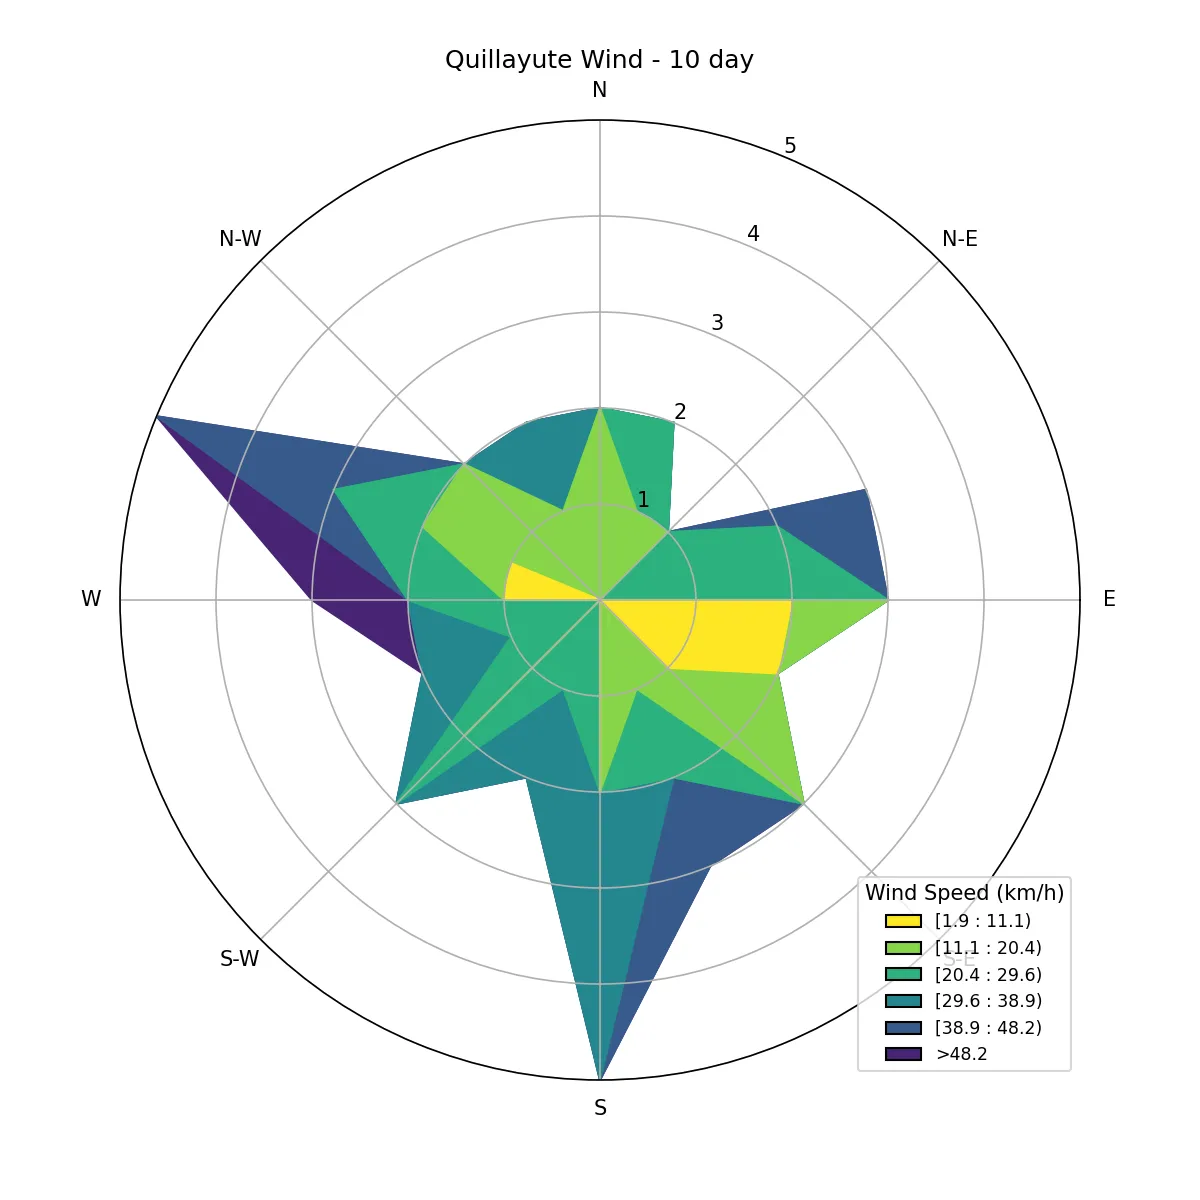 Quillayute Wind - 10 day
N
5
N-W
N-E
4
3
2
1
W
E
S-W
S-E
S
Wind Speed (km/h)
[1.9 : 11.1)
[11.1 : 20.4)
[20.4 : 29.6)
[29.6 : 38.9)
[38.9 : 48.2)
>48.2